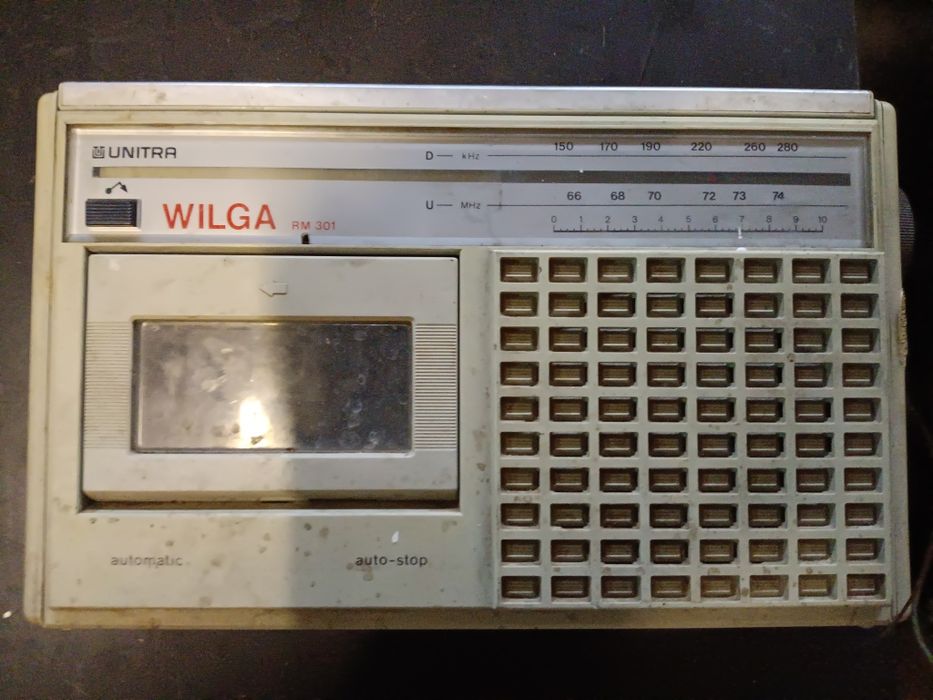 UNITRA
D kHz 150 170 190 220 260 280
WILGA RM 301
U MHz 66 68 70 72 73 74
0 1 2 3 4 5 6 7 8 9 10
automatic auto-stop